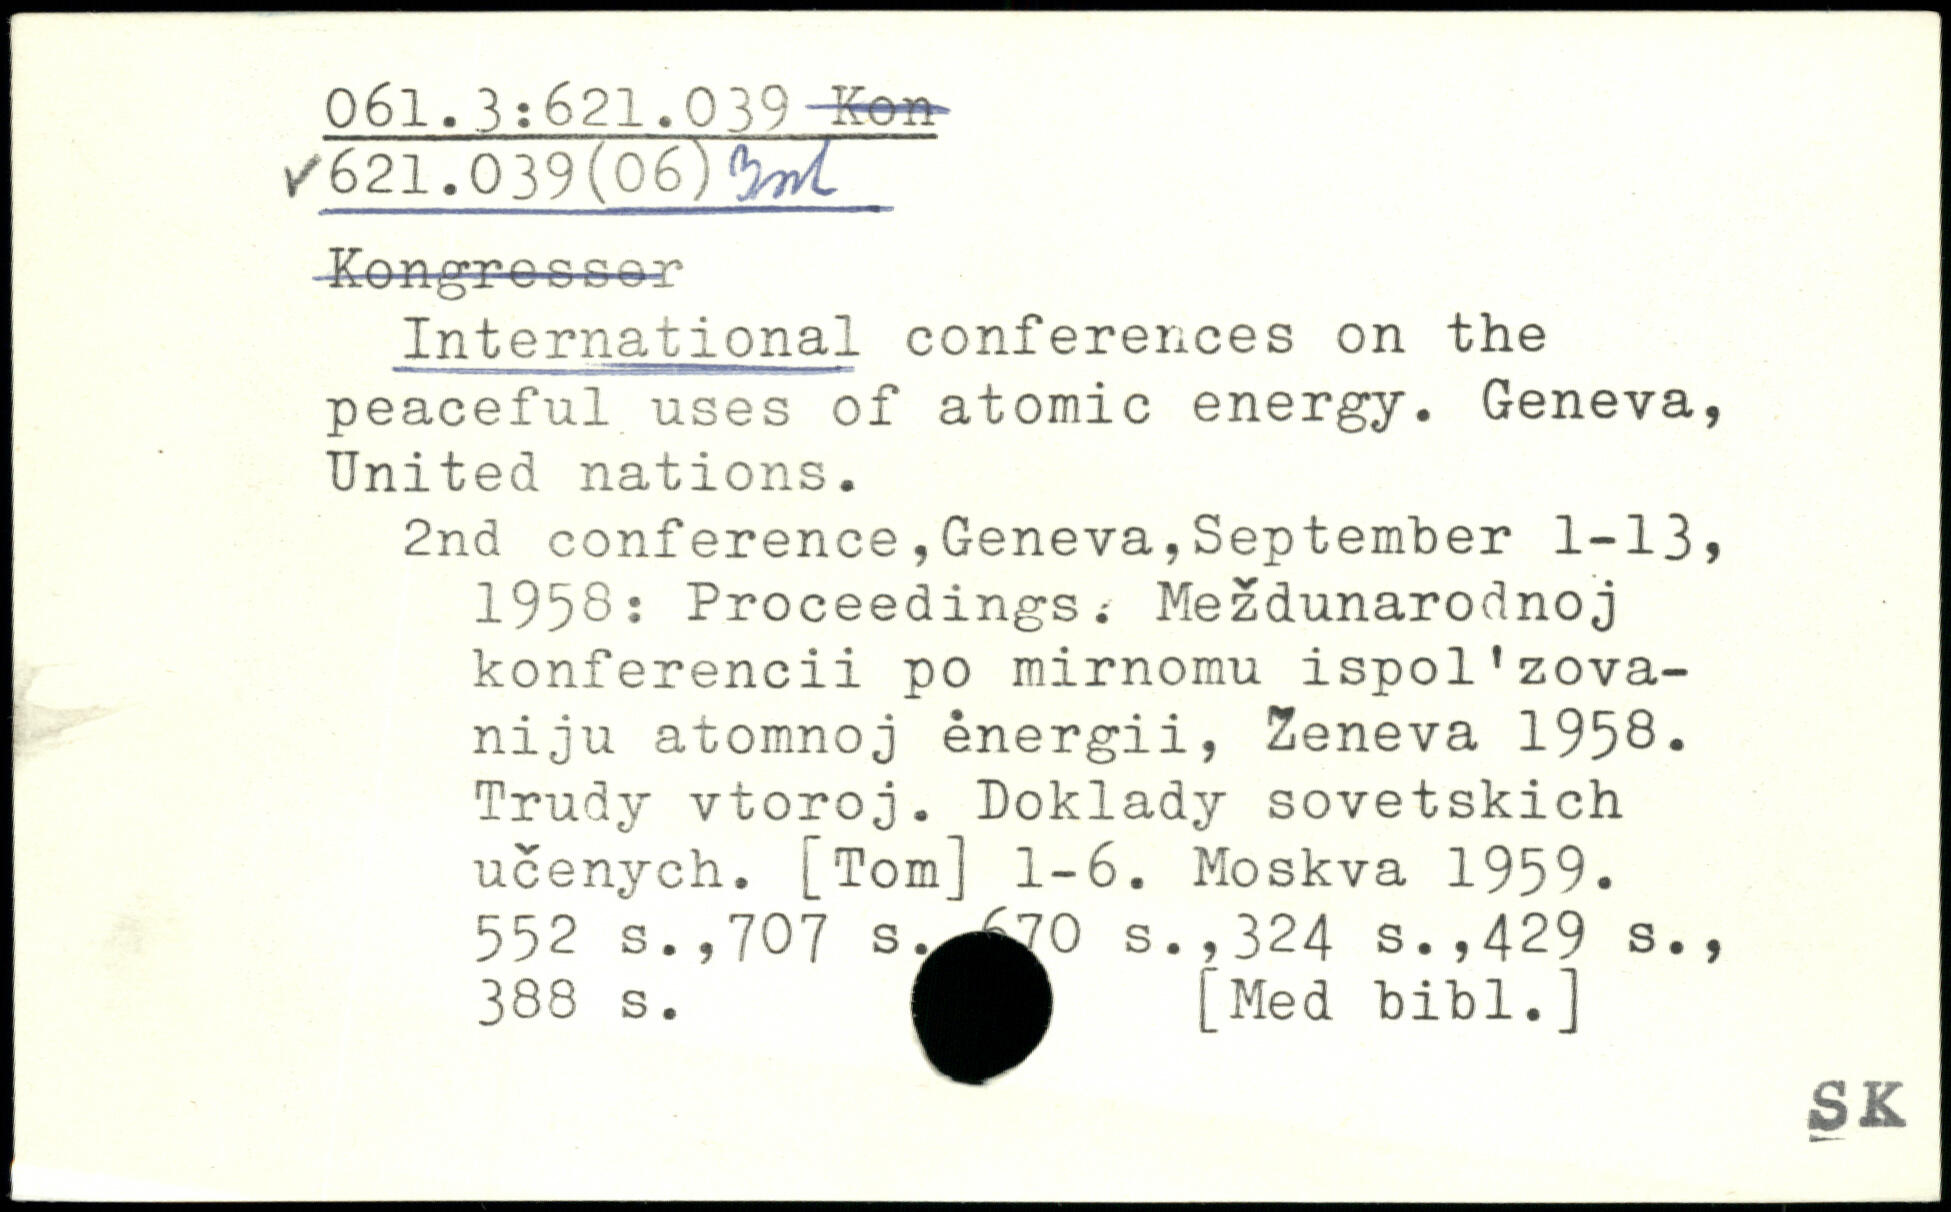 061.3:621.039 Kon
✓621.039(06) Int
Kongresser
International conferences on the
peaceful uses of atomic energy. Geneva,
United nations.
2nd conference,Geneva,September 1-13,
1958: Proceedings: Meždunarodnoj
konferencii po mirnomu ispol'zova-
niju atomnoj ėnergii, Ženeva 1958.
Trudy vtoroj. Doklady sovetskich
učenych. [Tom] 1-6. Moskva 1959.
552 s.,707 s. 670 s.,324 s.,429 s.,
388 s. [Med bibl.]
SK